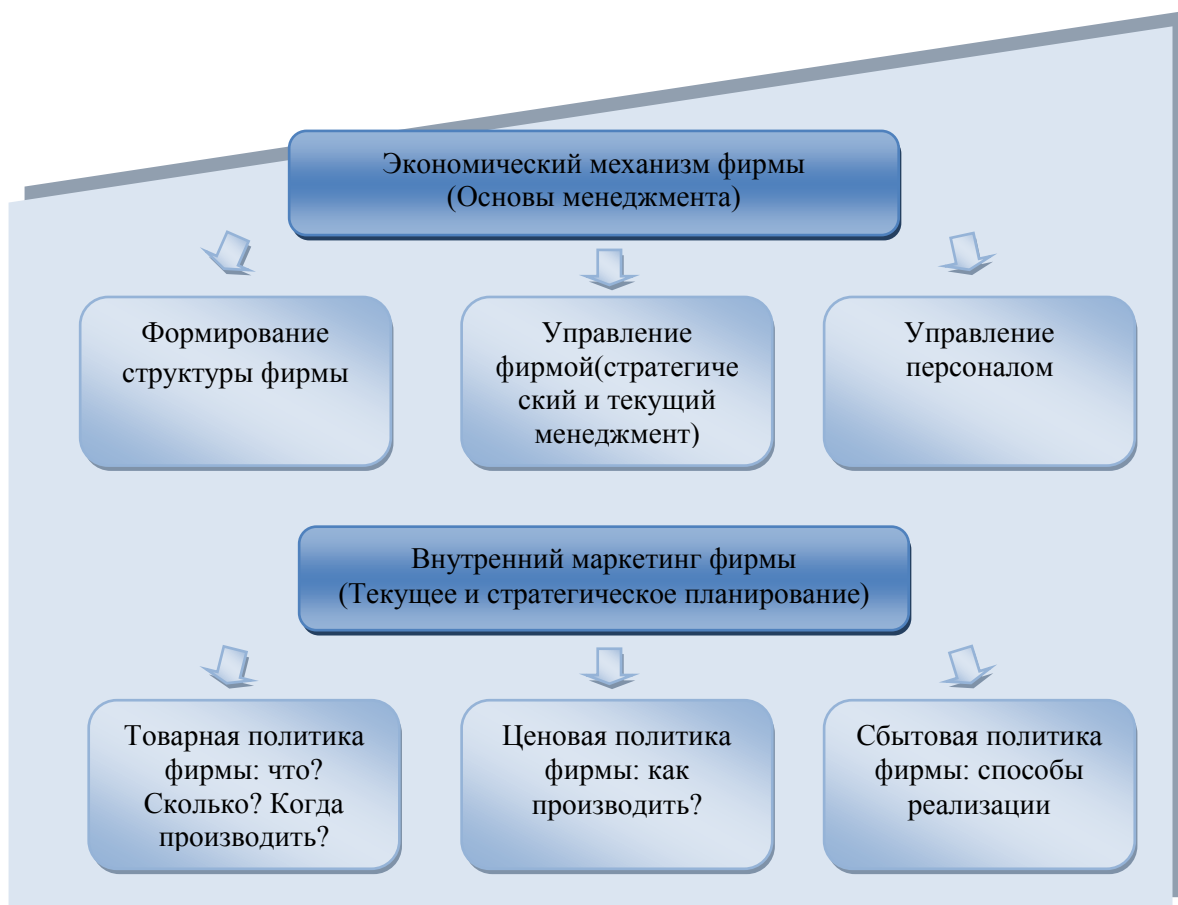 Экономический механизм фирмы
(Основы менеджмента)
Формирование
структуры фирмы
Управление
фирмой(стратегиче
ский и текущий
менеджмент)
Управление
персоналом
Внутренний маркетинг фирмы
(Текущее и стратегическое планирование)
Товарная политика
фирмы: что?
Сколько? Когда
производить?
Ценовая политика
фирмы: как
производить?
Сбытовая политика
фирмы: способы
реализации